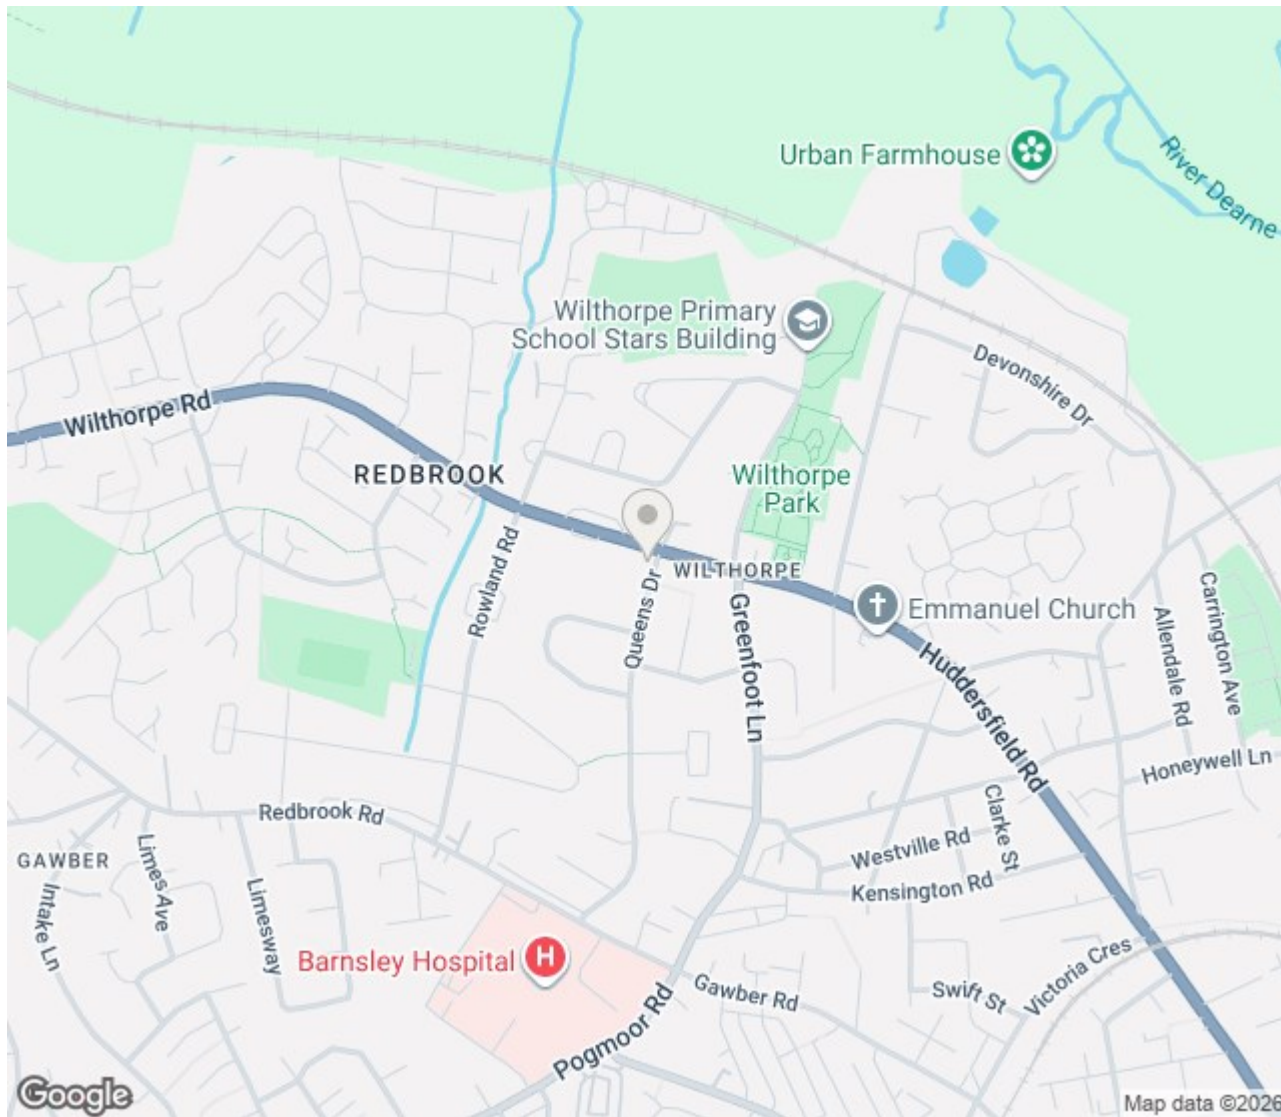 Urban Farmhouse
River Dearne
Wilthorpe Primary
School Stars Building
Devonshire Dr
Wilthorpe Rd
REDBROOK
Wilthorpe
Park
Rowland Rd
WILTHORPE
Queens Dr
Greenfoot Ln
Emmanuel Church
Carrington Ave
Allendale Rd
Huddersfield Rd
Honeywell Ln
Redbrook Rd
Clarke St
GAWBER
Limes Ave
Westville Rd
Kensington Rd
Intake Ln
Limesway
Barnsley Hospital
H
Gawber Rd
Swift St
Victoria Cres
Pogmoor Rd
Google
Map data ©2026